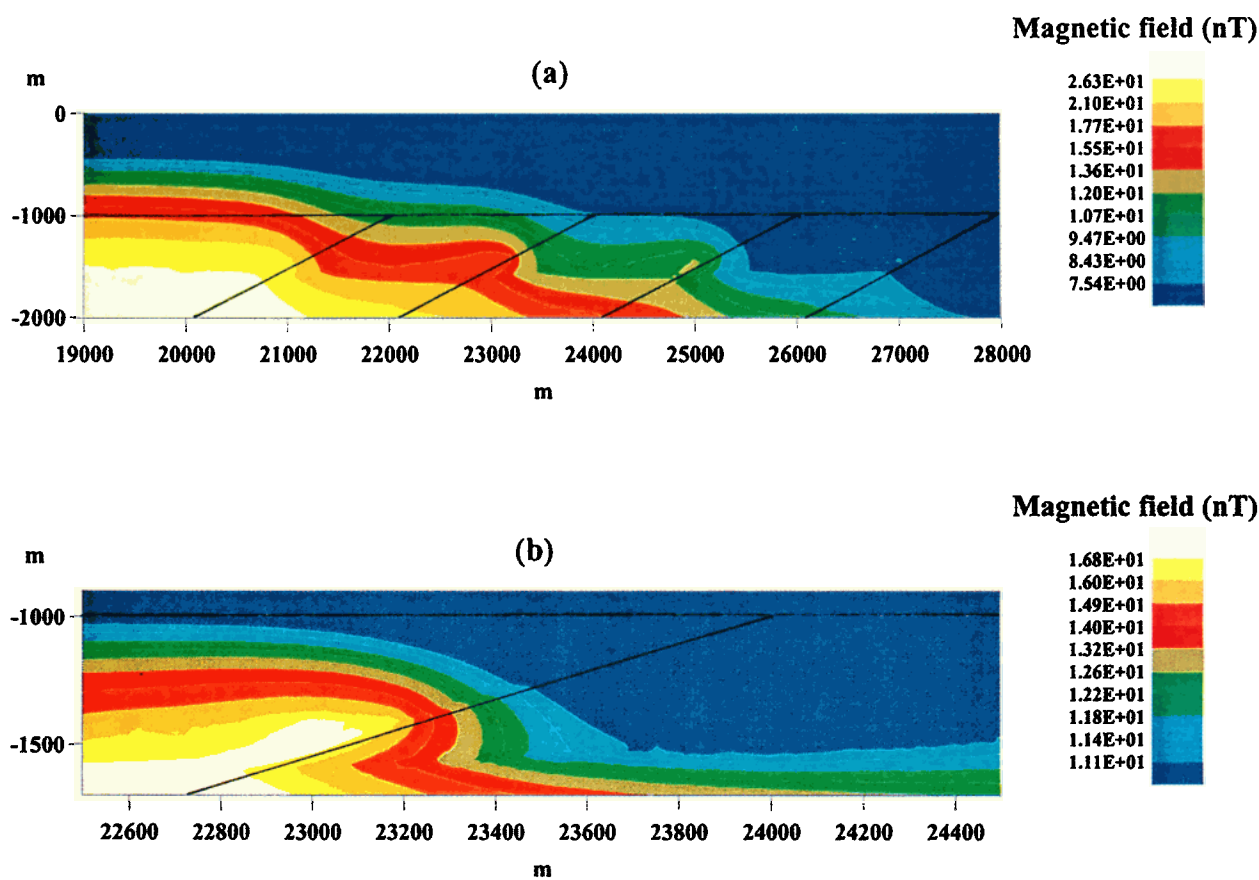 Magnetic field (nT)
(a)
m
2.63E+01
2.10E+01
1.77E+01
1.55E+01
1.36E+01
1.20E+01
1.07E+01
9.47E+00
8.43E+00
7.54E+00
0
-1000
-2000
19000 20000 21000 22000 23000 24000 25000 26000 27000 28000
m
Magnetic field (nT)
(b)
m
1.68E+01
1.60E+01
1.49E+01
1.40E+01
1.32E+01
1.26E+01
1.22E+01
1.18E+01
1.14E+01
1.11E+01
-1000
-1500
22600 22800 23000 23200 23400 23600 23800 24000 24200 24400
m